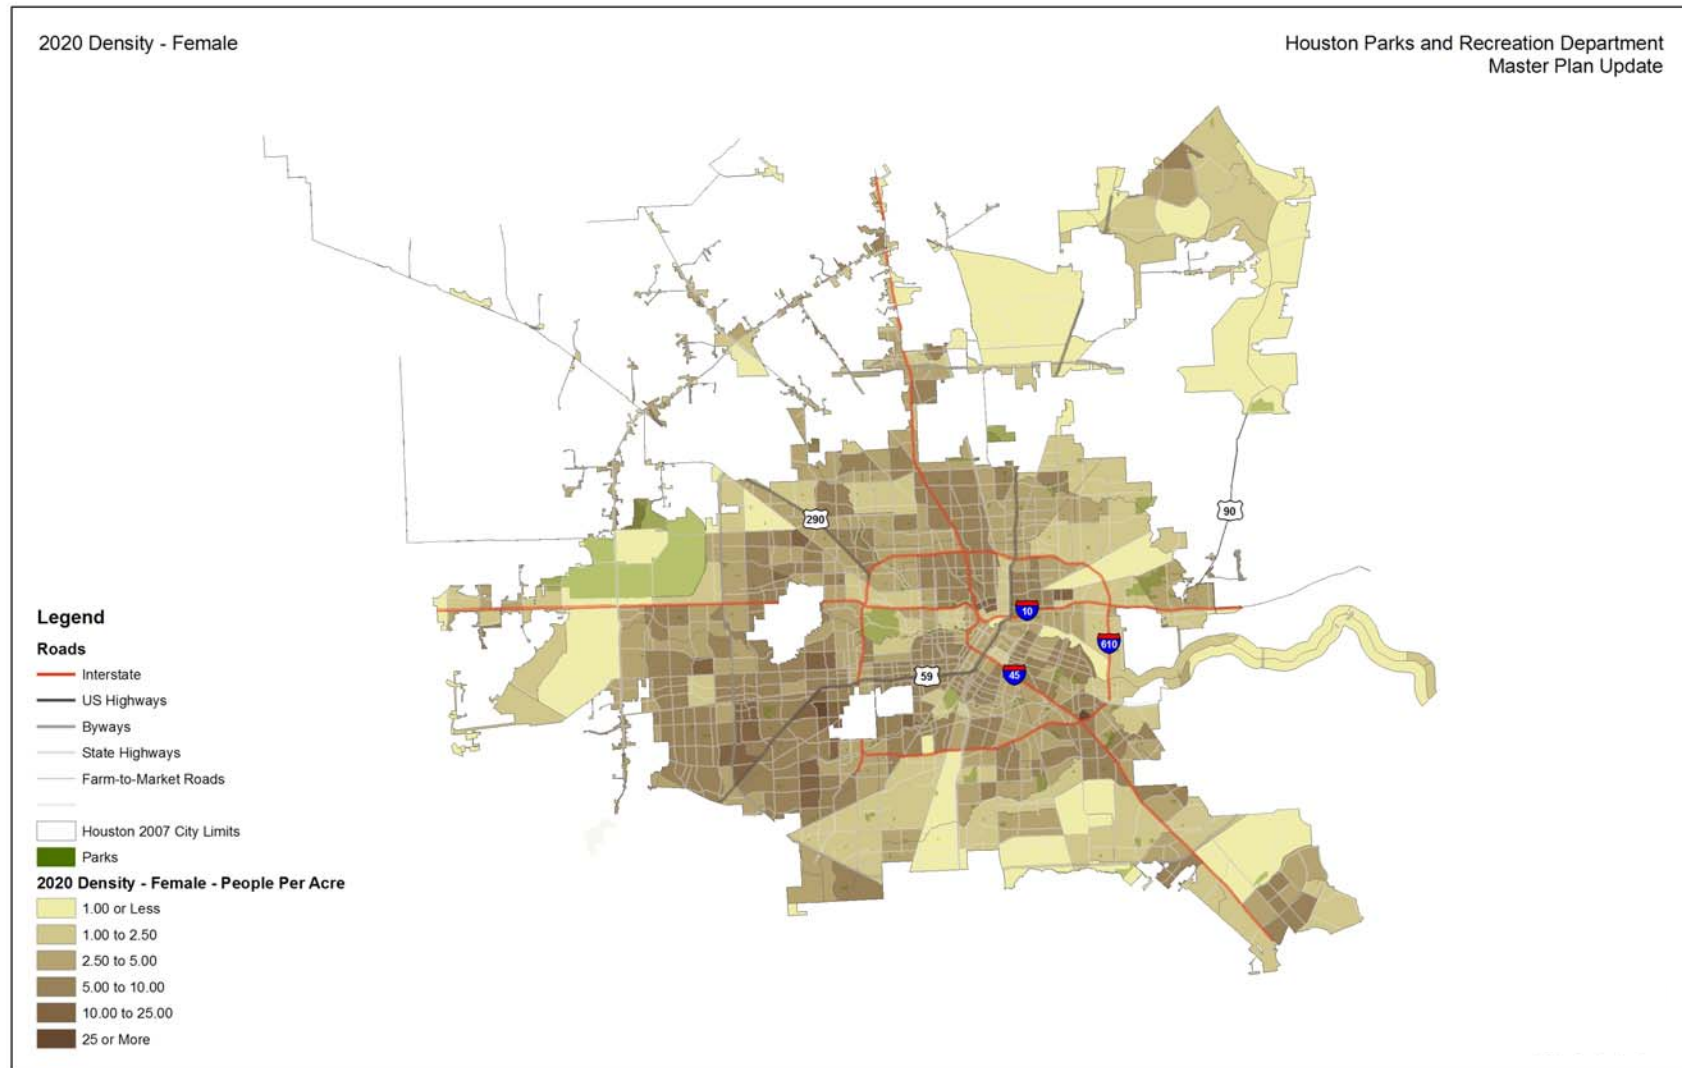 2020 Density - Female
Houston Parks and Recreation Department
Master Plan Update
290
90
10
610
59
45
Legend
Roads
Interstate
US Highways
Byways
State Highways
Farm-to-Market Roads
Houston 2007 City Limits
Parks
2020 Density - Female - People Per Acre
1.00 or Less
1.00 to 2.50
2.50 to 5.00
5.00 to 10.00
10.00 to 25.00
25 or More